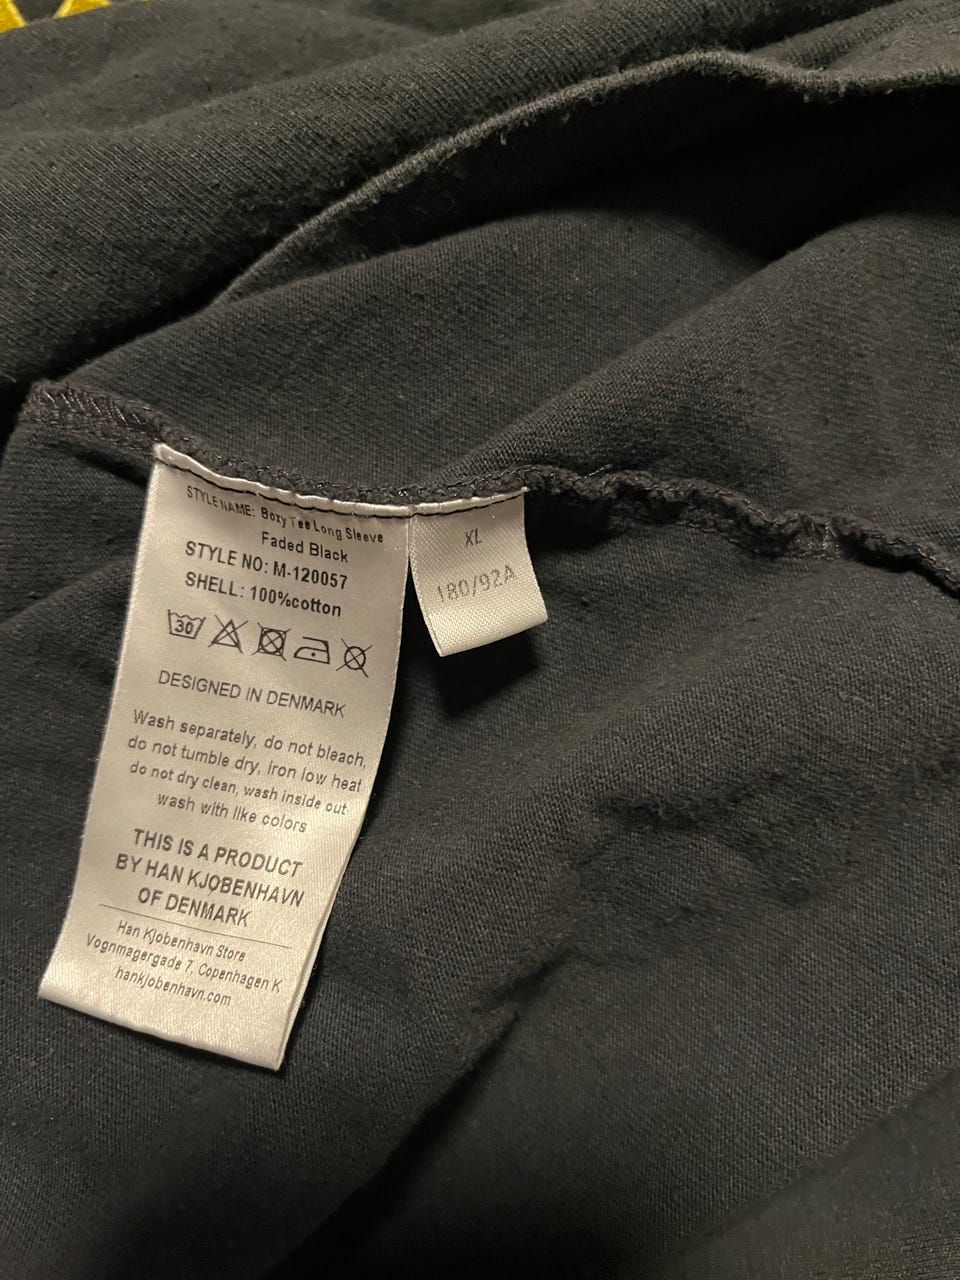 STYLE NAME: Boxy Tee Long Sleeve
Faded Black
STYLE NO: M-120057
SHELL: 100%cotton
30
DESIGNED IN DENMARK
Wash separately, do not bleach,
do not tumble dry, iron low heat
do not dry clean, wash inside out
wash with like colors
THIS IS A PRODUCT
BY HAN KJØBENHAVN
OF DENMARK
Han Kjobenhavn Store
Vognmagergade 7, Copenhagen K
hankjobenhavn.com
XL
180/92A